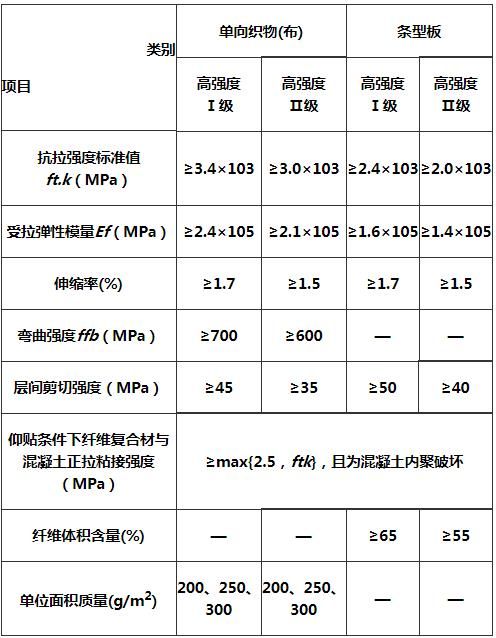 类别
单向织物(布)
条型板
项目
高强度
Ⅰ级
高强度
Ⅱ级
高强度
Ⅰ级
高强度
Ⅱ级
抗拉强度标准值
ft.k(MPa)
≥3.4×103
≥3.0×103
≥2.4×103
≥2.0×103
受拉弹性模量Ef(MPa)
≥2.4×105
≥2.1×105
≥1.6×105
≥1.4×105
伸缩率(%)
≥1.7
≥1.5
≥1.7
≥1.5
弯曲强度ffb(MPa)
≥700
≥600
—
—
层间剪切强度(MPa)
≥45
≥35
≥50
≥40
仰贴条件下纤维复合材与
混凝土正拉粘接强度
(MPa)
≥max{2.5,ftk},且为混凝土内聚破坏
纤维体积含量(%)
—
—
≥65
≥55
单位面积质量(g/m²)
200、250、
300
200、250、
300
—
—